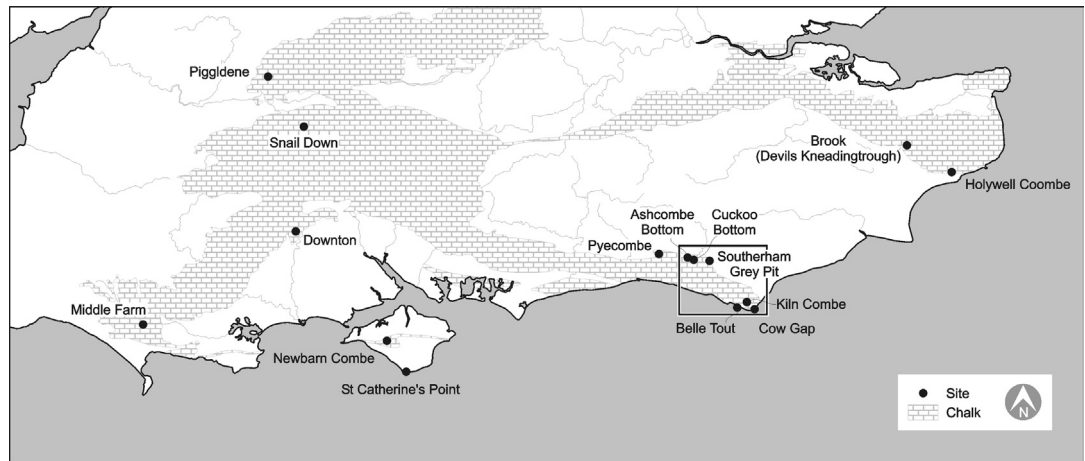 Piggldene
Snail Down
Brook
(Devils Kneadingtrough)
Holywell Coombe
Ashcombe
Bottom
Cuckoo
Bottom
Downton
Pyecombe
Southerham
Grey Pit
Middle Farm
Kiln Combe
Belle Tout
Cow Gap
Newbarn Combe
St Catherine's Point
Site
Chalk
N